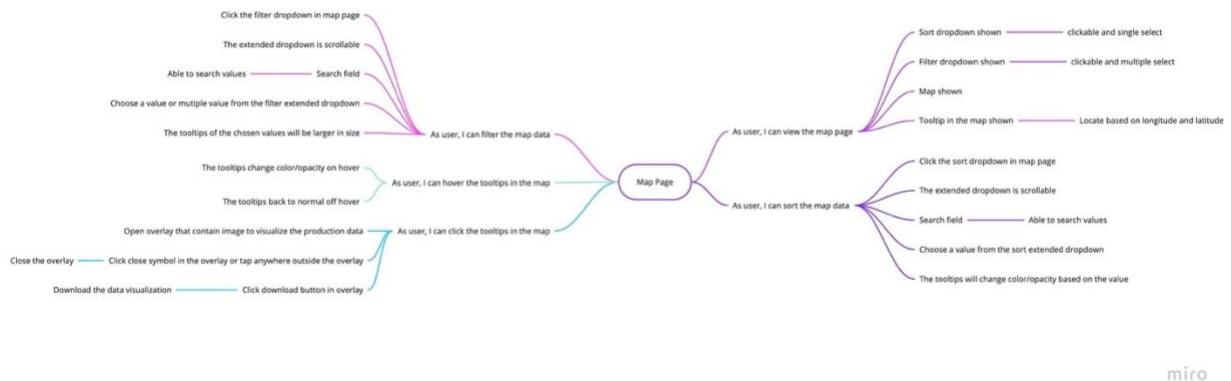 Click the filter dropdown in map page
The extended dropdown is scrollable
Able to search values
Search field
Choose a value or mutiple value from the filter extended dropdown
The tooltips of the chosen values will be larger in size
As user, I can filter the map data
The tooltips change color/opacity on hover
The tooltips back to normal off hover
As user, I can hover the tooltips in the map
Open overlay that contain image to visualize the production data
As user, I can click the tooltips in the map
Close the overlay
Click close symbol in the overlay or tap anywhere outside the overlay
Download the data visualization
Click download button in overlay
Map Page
As user, I can view the map page
Sort dropdown shown
clickable and single select
Filter dropdown shown
clickable and multiple select
Map shown
Tooltip in the map shown
Locate based on longitude and latitude
As user, I can sort the map data
Click the sort dropdown in map page
The extended dropdown is scrollable
Search field
Able to search values
Choose a value from the sort extended dropdown
The tooltips will change color/opacity based on the value
miro